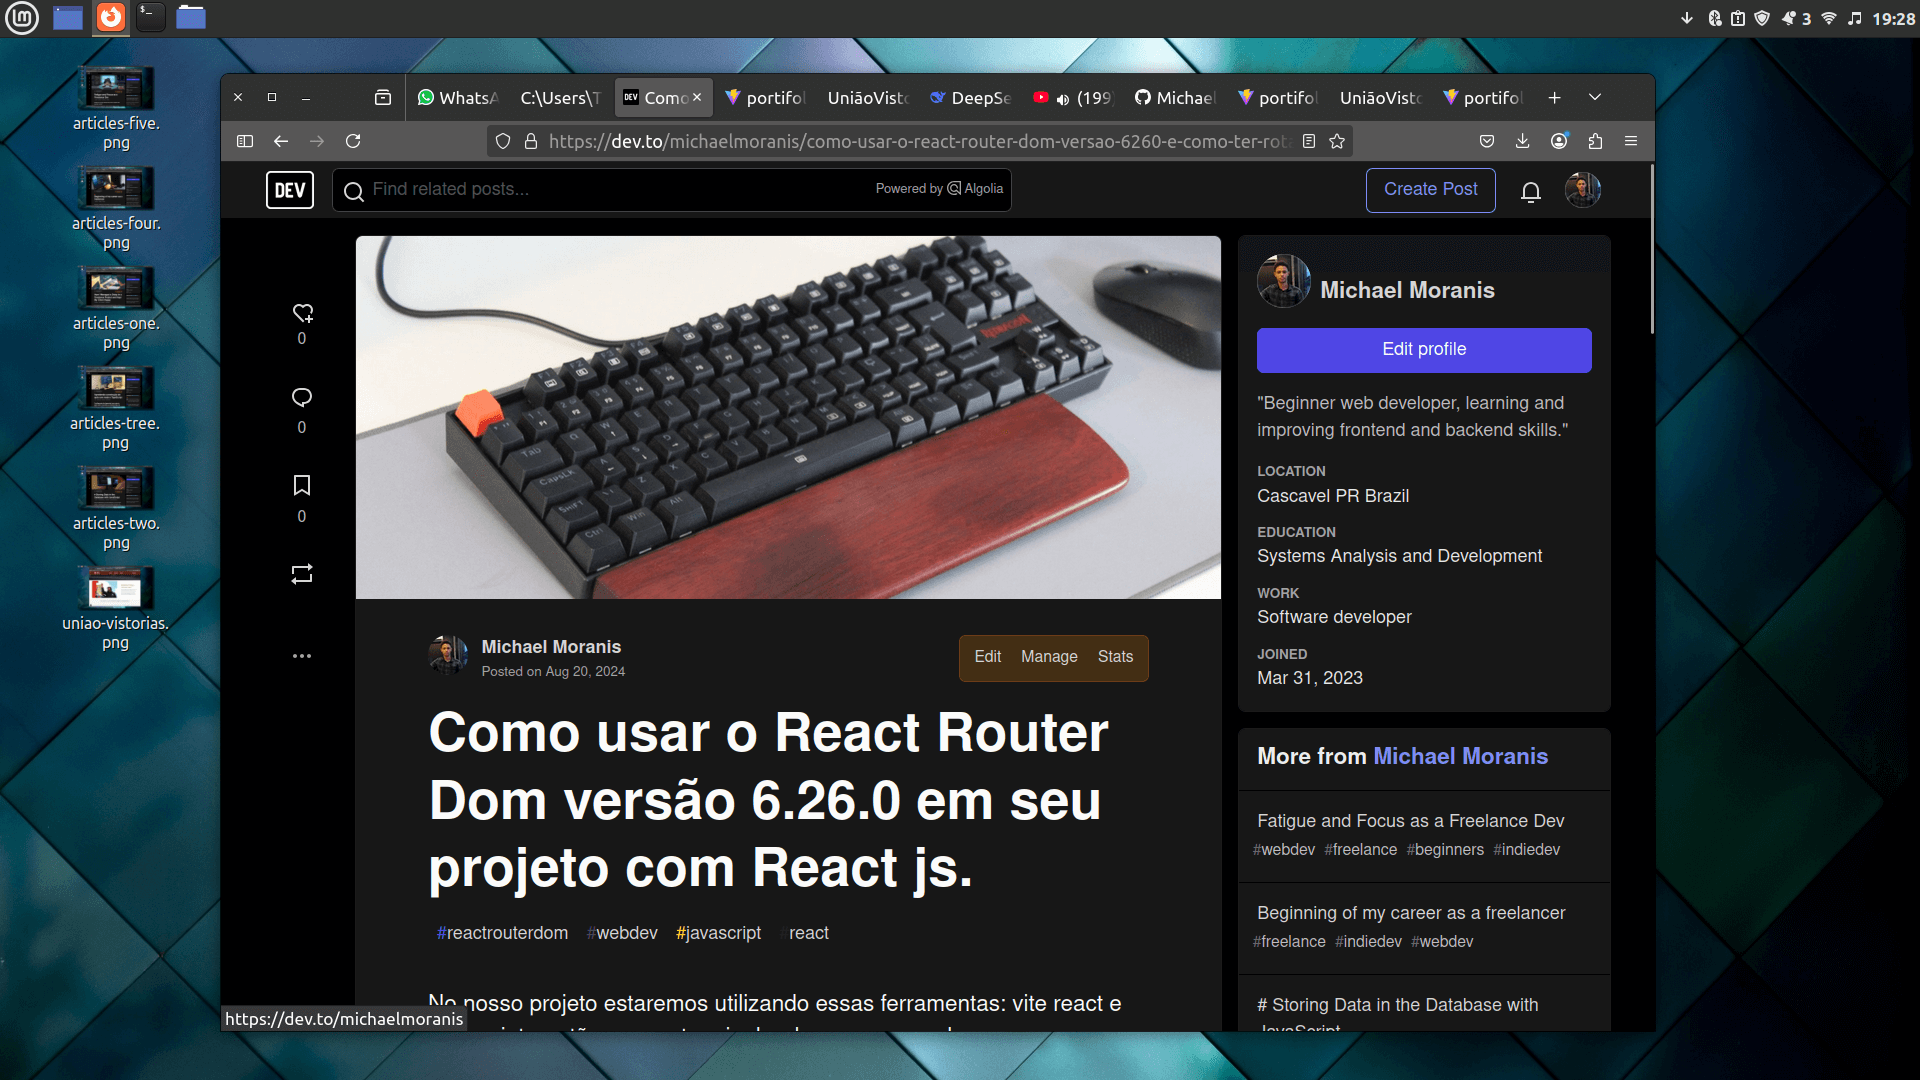 3
19:28
articles-five.
png
articles-four.
png
articles-one.
png
articles-tree.
png
articles-two.
png
uniao-vistorias.
png
WhatsA
C:\Users\T
DEV Como
portifol
UniãoVisto
DeepSe
(199
Michael
portifol
UniãoVisto
portifol
https://dev.to/michaelmoranis/como-usar-o-react-router-dom-versao-6260-e-como-ter-rot
DEV
Find related posts...
Powered by Algolia
Create Post
0
0
0
Michael Moranis
Posted on Aug 20, 2024
Edit Manage Stats
Como usar o React Router
Dom versão 6.26.0 em seu
projeto com React js.
#reactrouterdom #webdev #javascript #react
No nosso projeto estaremos utilizando essas ferramentas: vite react e
Michael Moranis
Edit profile
"Beginner web developer, learning and
improving frontend and backend skills."
LOCATION
Cascavel PR Brazil
EDUCATION
Systems Analysis and Development
WORK
Software developer
JOINED
Mar 31, 2023
More from Michael Moranis
Fatigue and Focus as a Freelance Dev
#webdev #freelance #beginners #indiedev
Beginning of my career as a freelancer
#freelance #indiedev #webdev
# Storing Data in the Database with
JavaScript
https://dev.to/michaelmoranis